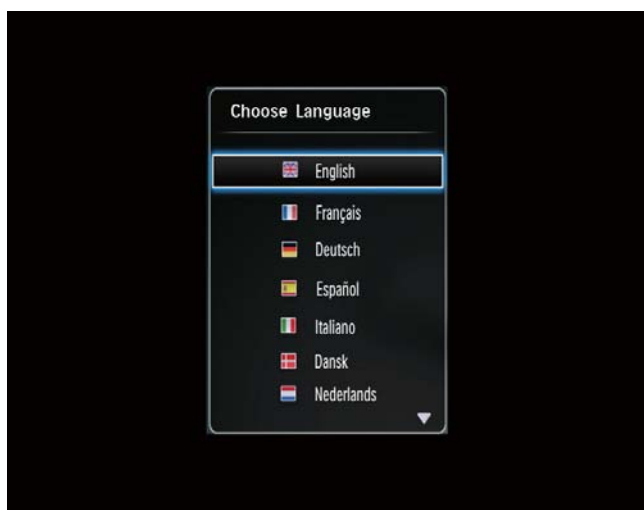 Choose Language
English
Français
Deutsch
Español
Italiano
Dansk
Nederlands